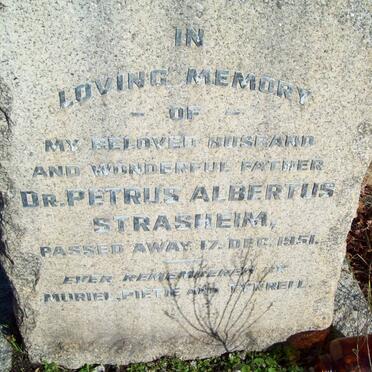 IN
LOVING MEMORY
- OF -
MY BELOVED HUSBAND
AND WONDERFUL FATHER
DR. PETRUS ALBERTUS
STRASHEIM,
PASSED AWAY 17. DEC. 1951.
EVER REMEMBERED BY
MURIEL, PIETIE AND TYRRELL